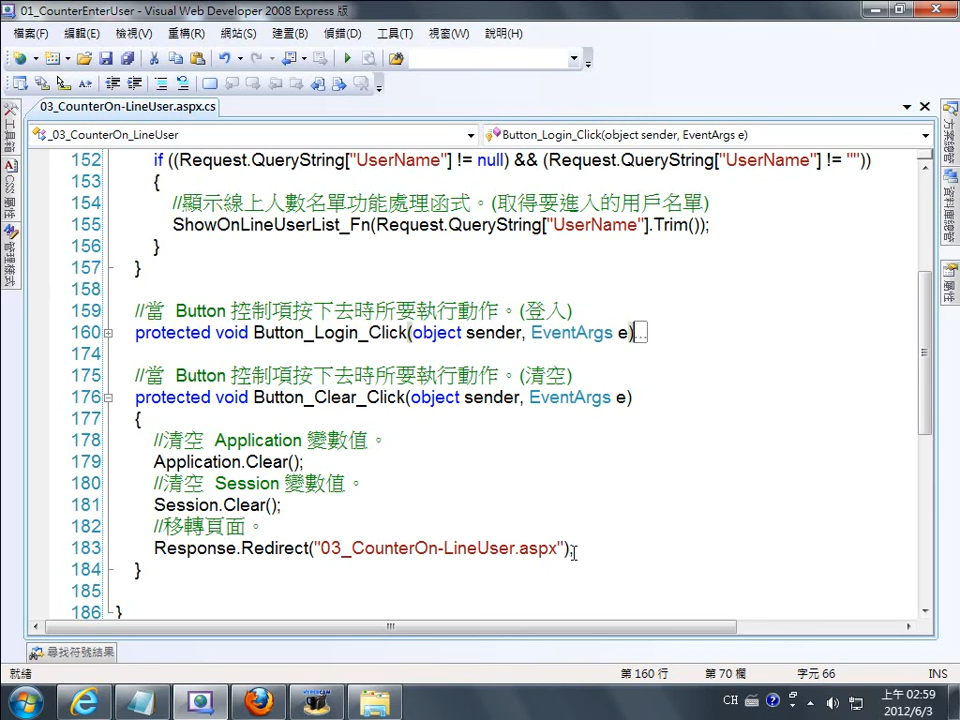 01_CounterEnterUser - Visual Web Developer 2008 Express 版
檔案(F) 編輯(E) 檢視(V) 重構(R) 網站(S) 建置(B) 偵錯(D) 工具(T) 視窗(W) 說明(H)
03_CounterOn-LineUser.aspx.cs
_03_CounterOn_LineUser
Button_Login_Click(object sender, EventArgs e)
工具箱
CSS 屬性
管理樣式
方案總管
資料庫總管
屬性
152 if ((Request.QueryString["UserName"] != null) && (Request.QueryString["UserName"] != ""))
153 {
154 //顯示線上人數名單功能處理函式。(取得要進入的用戶名單)
155 ShowOnLineUserList_Fn(Request.QueryString["UserName"].Trim());
156 }
157 }
158
159 //當 Button 控制項按下去時所要執行動作。(登入)
160 protected void Button_Login_Click(object sender, EventArgs e)...
174
175 //當 Button 控制項按下去時所要執行動作。(清空)
176 protected void Button_Clear_Click(object sender, EventArgs e)
177 {
178 //清空 Application 變數值。
179 Application.Clear();
180 //清空 Session 變數值。
181 Session.Clear();
182 //移轉頁面。
183 Response.Redirect("03_CounterOn-LineUser.aspx");
184 }
185
186 }
尋找符號結果
就緒 第 160 行 第 70 欄 字元 66 INS
CH
上午 02:59
2012/6/3